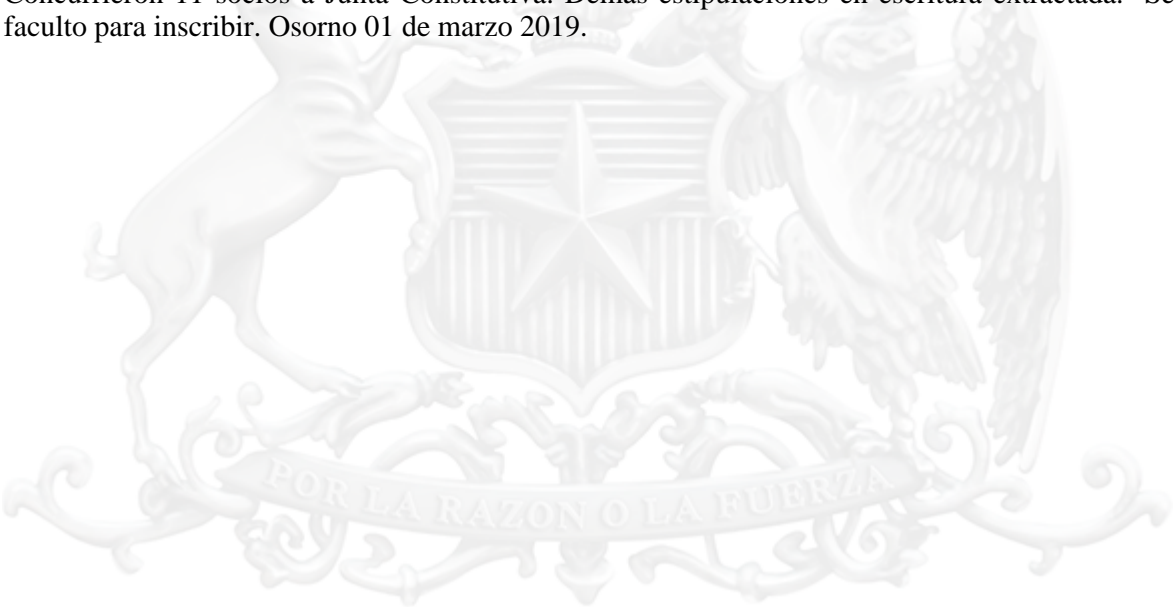 Concurrieron 11 socios a Junta Constitutiva. Demás estipulaciones en escritura extractada. Se
faculto para inscribir. Osorno 01 de marzo 2019.
POR LA RAZON O LA FUERZA